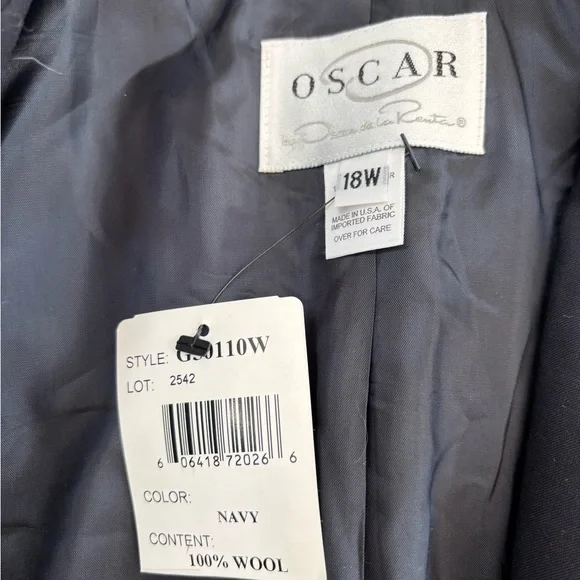 OSCAR
by Oscar de la Renta®
18W
R
MADE IN U.S.A. OF
IMPORTED FABRIC
OVER FOR CARE
STYLE: G50110W
LOT: 2542
6 06418 72026 6
COLOR:
NAVY
CONTENT:
100% WOOL